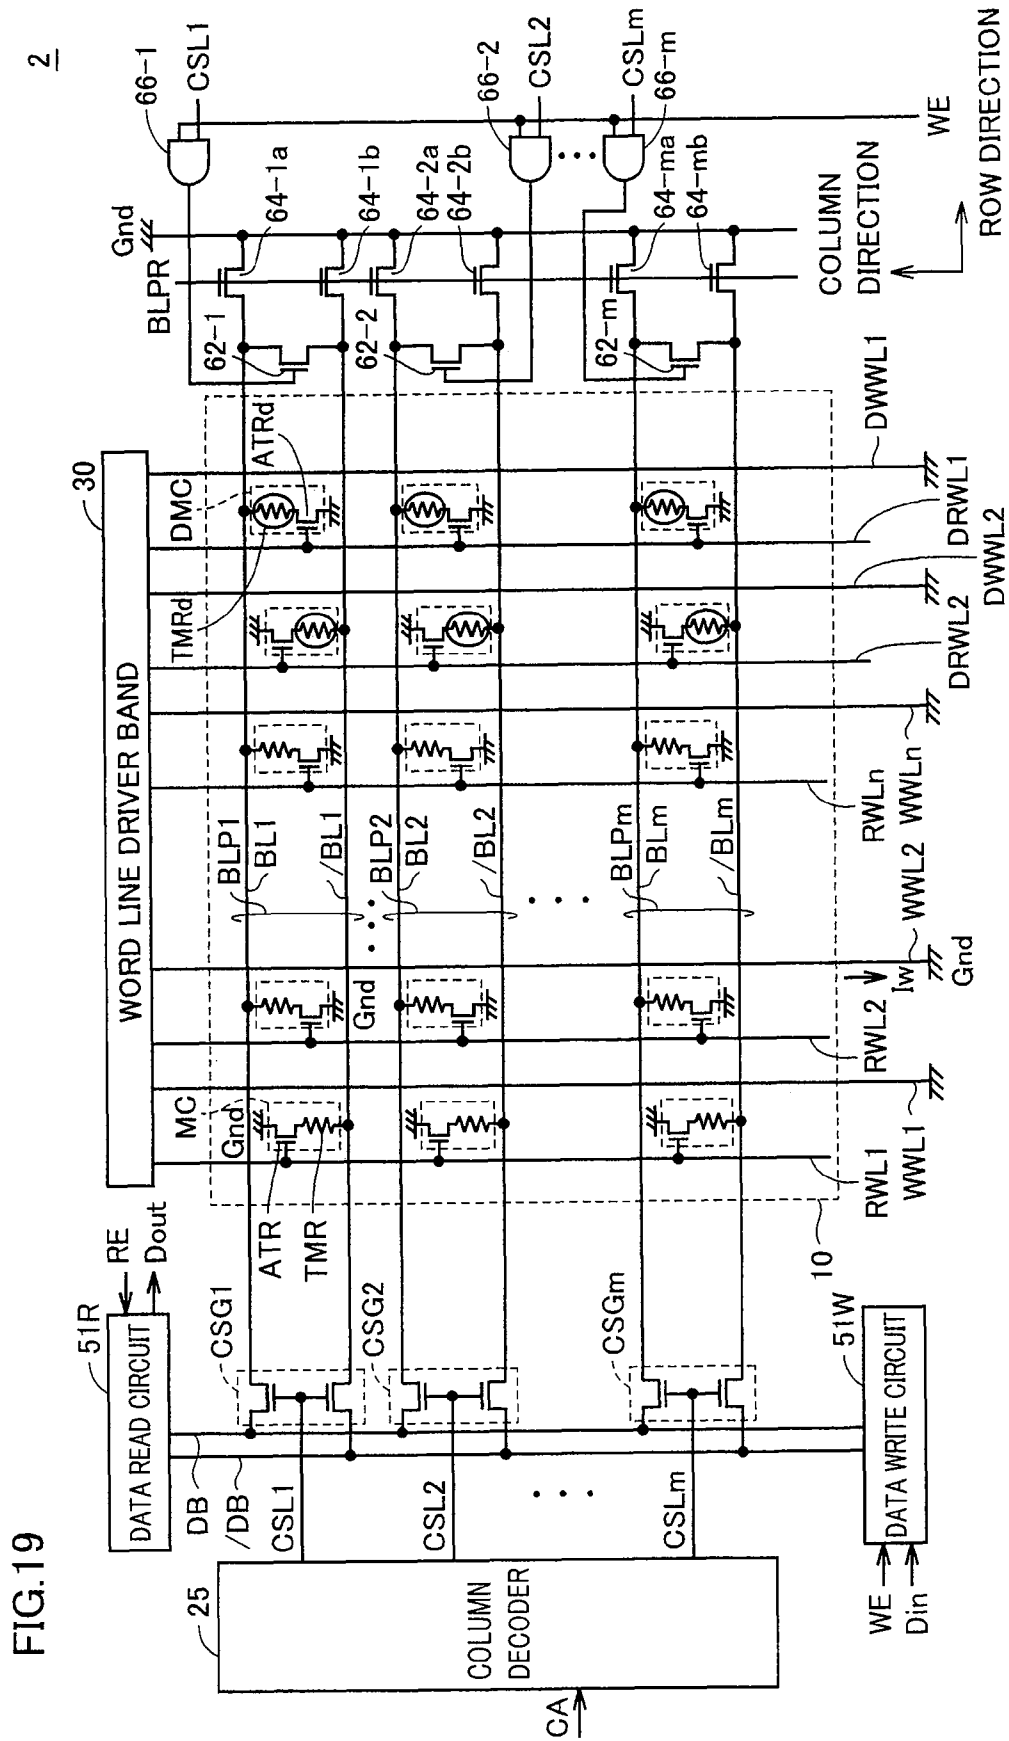 FIG.19
2
CA
25
COLUMN DECODER
CSL1
CSL2
CSLm
51R
DATA READ CIRCUIT
RE
Dout
DB
/DB
CSG1
CSG2
CSGm
WE
Din
51W
DATA WRITE CIRCUIT
30
WORD LINE DRIVER BAND
10
MC
Gnd
ATR
TMR
Gnd
RWL1
WWL1
RWL2
Iw
WWL2
Gnd
BLP1
BL1
/BL1
BLP2
BL2
/BL2
BLPm
BLm
/BLm
RWLn
WWLn
TMRd
DMC
ATRd
DRWL2
DWWL2
DRWL1
DWWL1
BLPR
Gnd
62-1
62-2
62-m
64-1a
64-1b
64-2a
64-2b
64-ma
64-mb
66-1
CSL1
66-2
CSL2
CSLm
66-m
WE
COLUMN DIRECTION
ROW DIRECTION